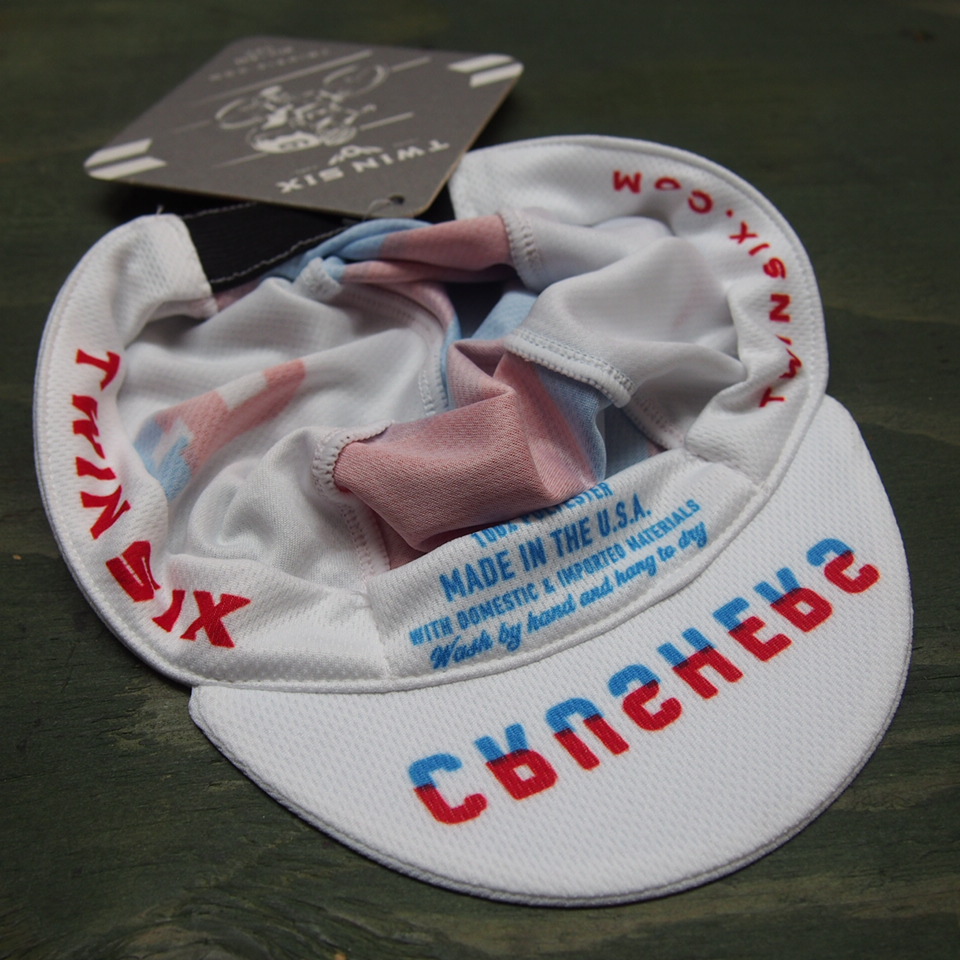 TWIN SIX
TWIN SIX
TWINSIX.COM
100% POLYESTER
MADE IN THE U.S.A.
WITH DOMESTIC & IMPORTED MATERIALS
Wash by hand and hang to dry
CRUSHERS